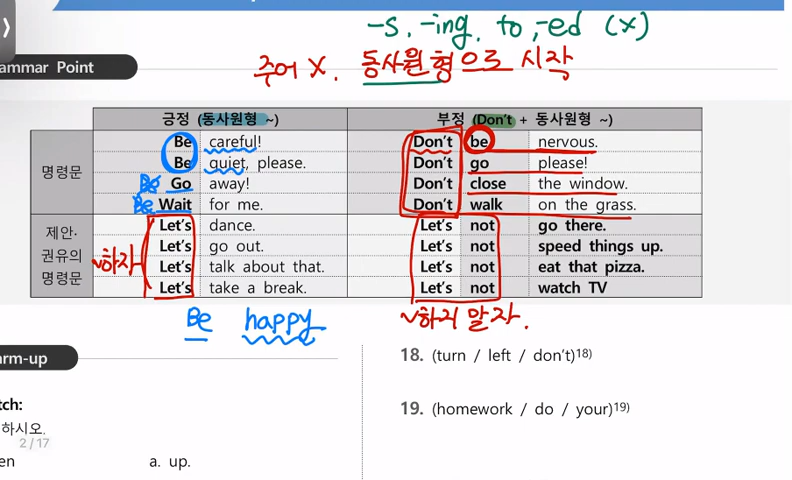 -s, -ing, to, -ed (x)
주어 X. 동사원형으로 시작
ammar Point
긍정 (동사원형 ~) 부정 (Don't + 동사원형 ~)
명령문
Be careful! Don't be nervous.
Be quiet, please. Don't go please!
Be Go away! Don't close the window.
Be Wait for me. Don't walk on the grass.
제안·
권유의
명령문
~하자
Let's dance. Let's not go there.
Let's go out. Let's not speed things up.
Let's talk about that. Let's not eat that pizza.
Let's take a break. Let's not watch TV
Be happy ~하지 말자.
arm-up
18. (turn / left / don't)18)
19. (homework / do / your)19)
tch:
하시오.
2/17
en a. up.